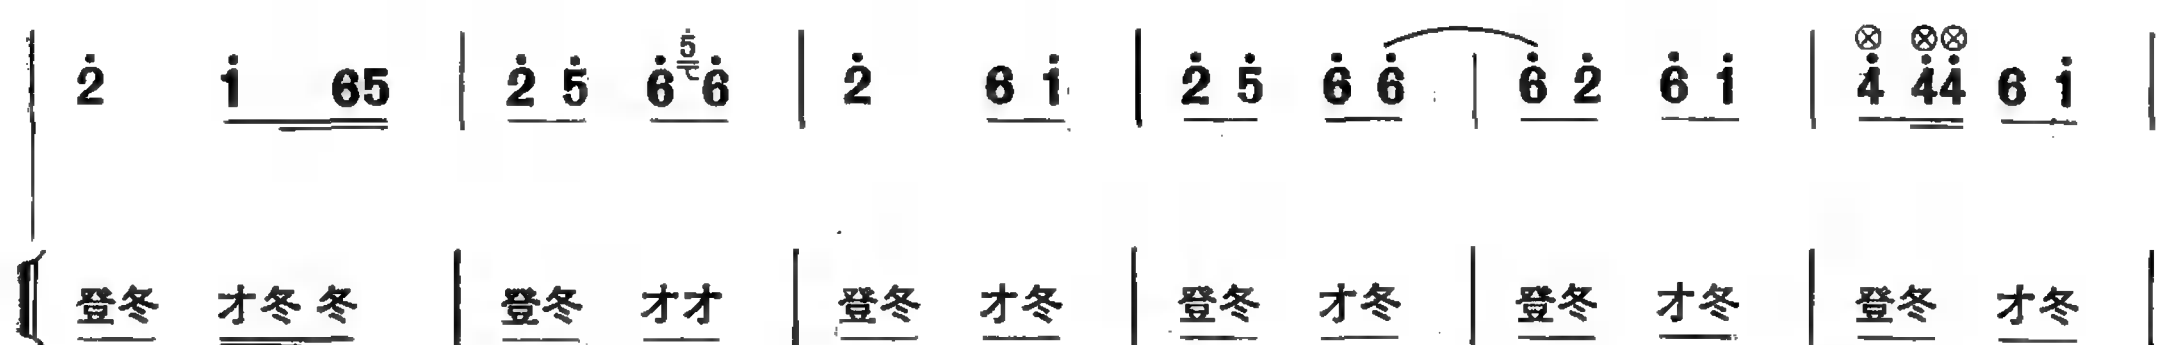 2̇ 1̇ 65 | 2̇ 5̇ 6̇ 5̇ 6̇ | 2̇ 6 1̇ | 2̇ 5̇ 6̇ 6̇ | 6̇ 2̇ 6̇ 1̇ | 4̇ 4̇4̇ 6 1̇ |
登冬 才冬 冬 | 登冬 才才 | 登冬 才冬 | 登冬 才冬 | 登冬 才冬 | 登冬 才冬 |